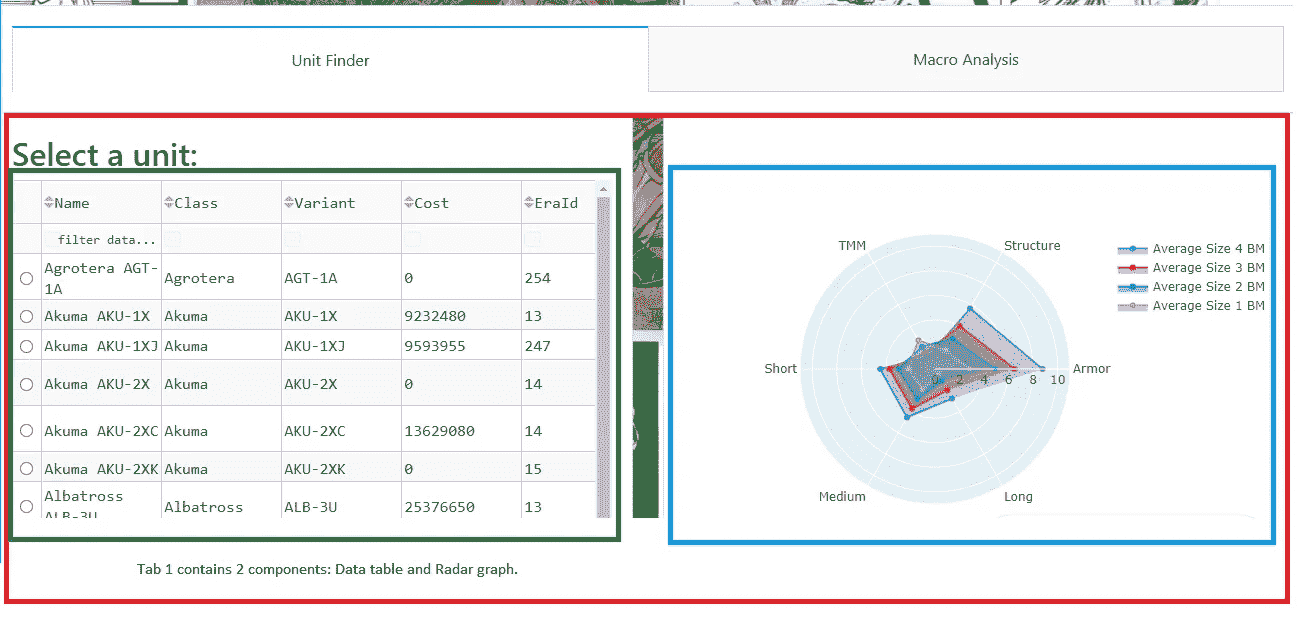 Unit Finder
Macro Analysis
Select a unit:
Name Class Variant Cost EraId
filter data...
Agrotera AGT-
1A
Agrotera AGT-1A 0 254
Akuma AKU-1X Akuma AKU-1X 9232480 13
Akuma AKU-1XJ Akuma AKU-1XJ 9593955 247
Akuma AKU-2X Akuma AKU-2X 0 14
Akuma AKU-2XC Akuma AKU-2XC 13629080 14
Akuma AKU-2XK Akuma AKU-2XK 0 15
Albatross
ALB-3U
Albatross ALB-3U 25376650 13
TMM
Structure
Short
0 2 4 6 8 10
Armor
Medium
Long
Average Size 4 BM
Average Size 3 BM
Average Size 2 BM
Average Size 1 BM
Tab 1 contains 2 components: Data table and Radar graph.